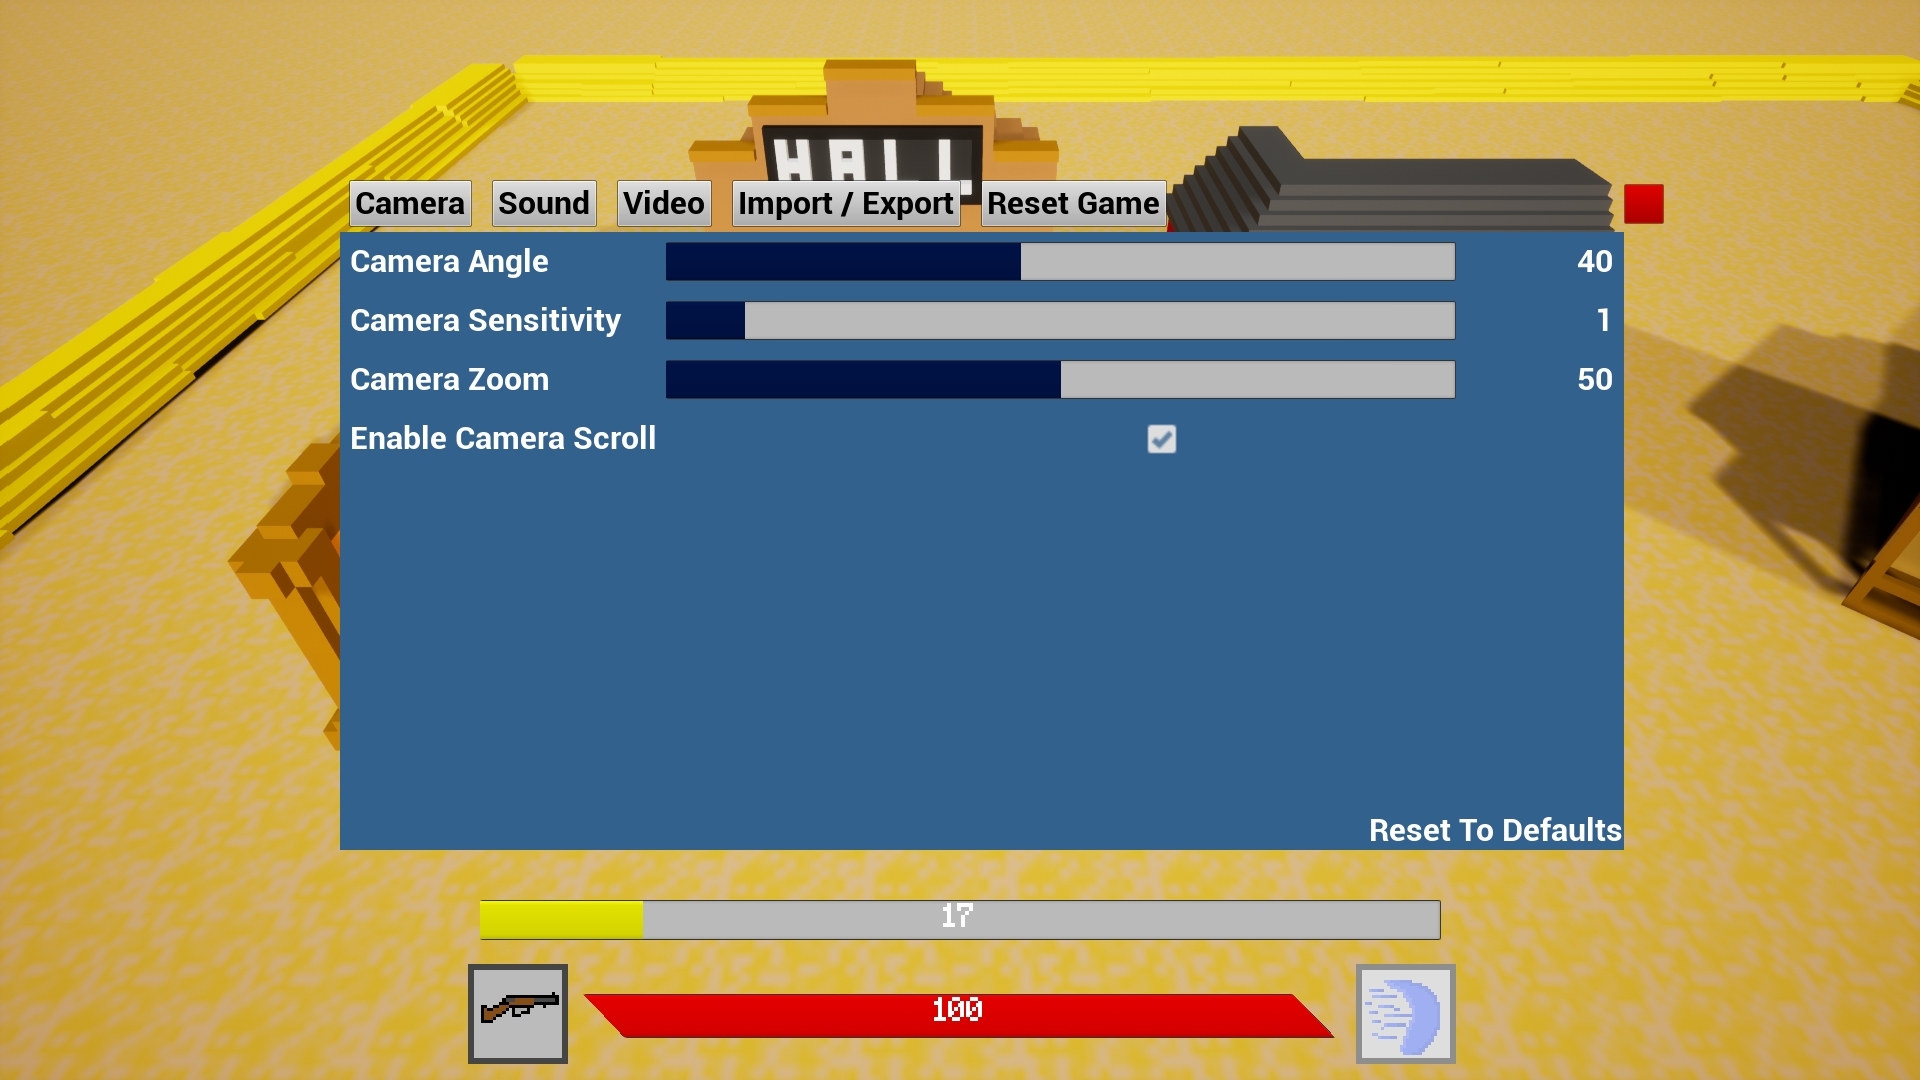 HALL
Camera Sound Video Import / Export Reset Game
Camera Angle 40
Camera Sensitivity 1
Camera Zoom 50
Enable Camera Scroll
Reset To Defaults
17
100